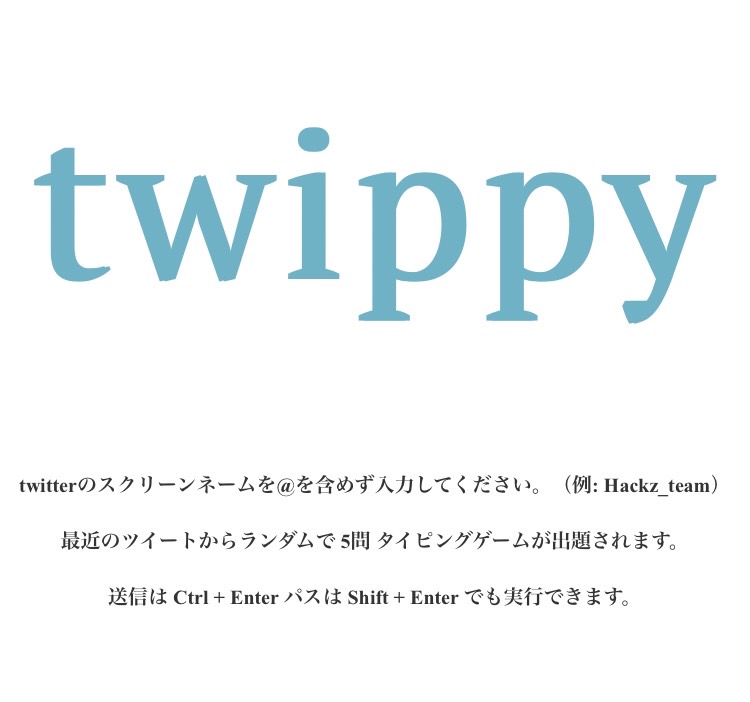 twippy
twitterのスクリーンネームを@を含めず入力してください。（例: Hackz_team）
最近のツイートからランダムで 5問 タイピングゲームが出題されます。
送信は Ctrl + Enter パスは Shift + Enter でも実行できます。